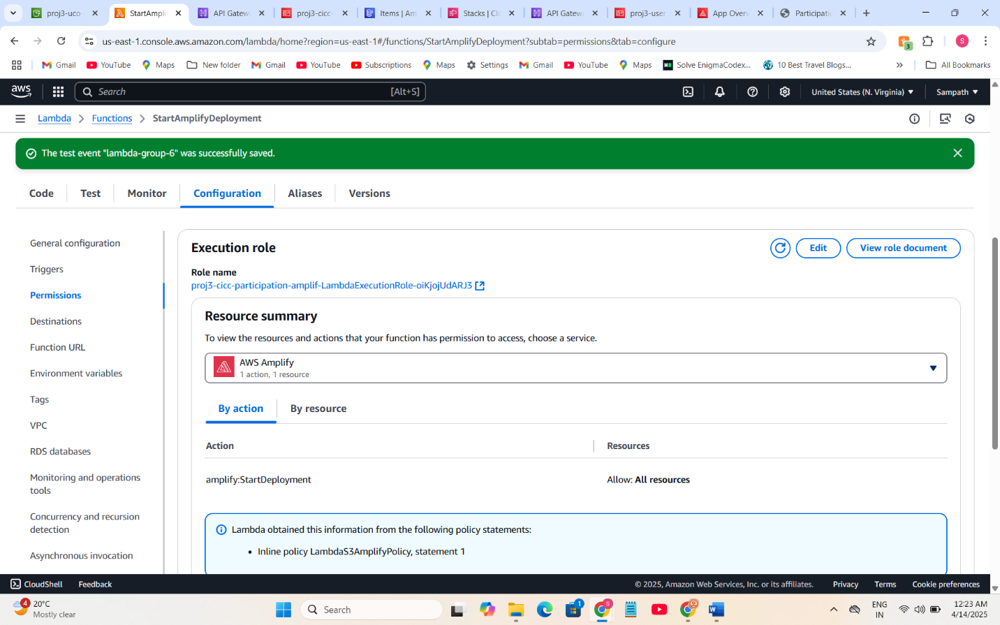 proj3-uco-
StartAmplif
API Gatewa
proj3-cicc-
Items | Am
Stacks | Clo
API Gatewa
proj3-user
App Overv
Participatio
us-east-1.console.aws.amazon.com/lambda/home?region=us-east-1#/functions/StartAmplifyDeployment?subtab=permissions&tab=configure
3
S
Gmail YouTube Maps New folder Gmail YouTube Subscriptions Maps Settings Gmail YouTube Maps Solve EnigmaCodex... 10 Best Travel Blogs... » All Bookmarks
aws Search [Alt+S] United States (N. Virginia) Sampath
Lambda Functions StartAmplifyDeployment
The test event "lambda-group-6" was successfully saved.
Code Test Monitor Configuration Aliases Versions
General configuration
Triggers
Permissions
Destinations
Function URL
Environment variables
Tags
VPC
RDS databases
Monitoring and operations
tools
Concurrency and recursion
detection
Asynchronous invocation
Execution role
Edit
View role document
Role name
proj3-cicc-participation-amplif-LambdaExecutionRole-oiKjojUdARJ3
Resource summary
To view the resources and actions that your function has permission to access, choose a service.
AWS Amplify
1 action, 1 resource
By action By resource
Action Resources
amplify:StartDeployment Allow: All resources
Lambda obtained this information from the following policy statements:
• Inline policy LambdaS3AmplifyPolicy, statement 1
CloudShell Feedback © 2025, Amazon Web Services, Inc. or its affiliates. Privacy Terms Cookie preferences
4
20°C
Mostly clear
Search
1
S
W
ENG
IN
12:23 AM
4/14/2025